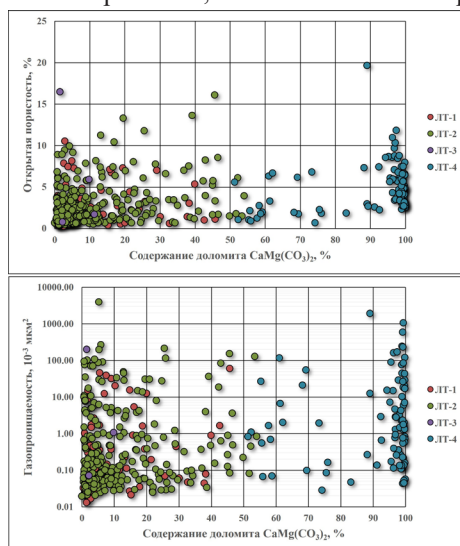 25
20
15
10
5
0
Открытая пористость, %
0 10 20 30 40 50 60 70 80 90 100
Содержание доломита CaMg(CO₃)₂, %
ЛТ-1
ЛТ-2
ЛТ-3
ЛТ-4
10000.00
1000.00
100.00
10.00
1.00
0.10
0.01
Газопроницаемость, 10⁻³ мкм²
0 10 20 30 40 50 60 70 80 90 100
Содержание доломита CaMg(CO₃)₂, %
ЛТ-1
ЛТ-2
ЛТ-3
ЛТ-4